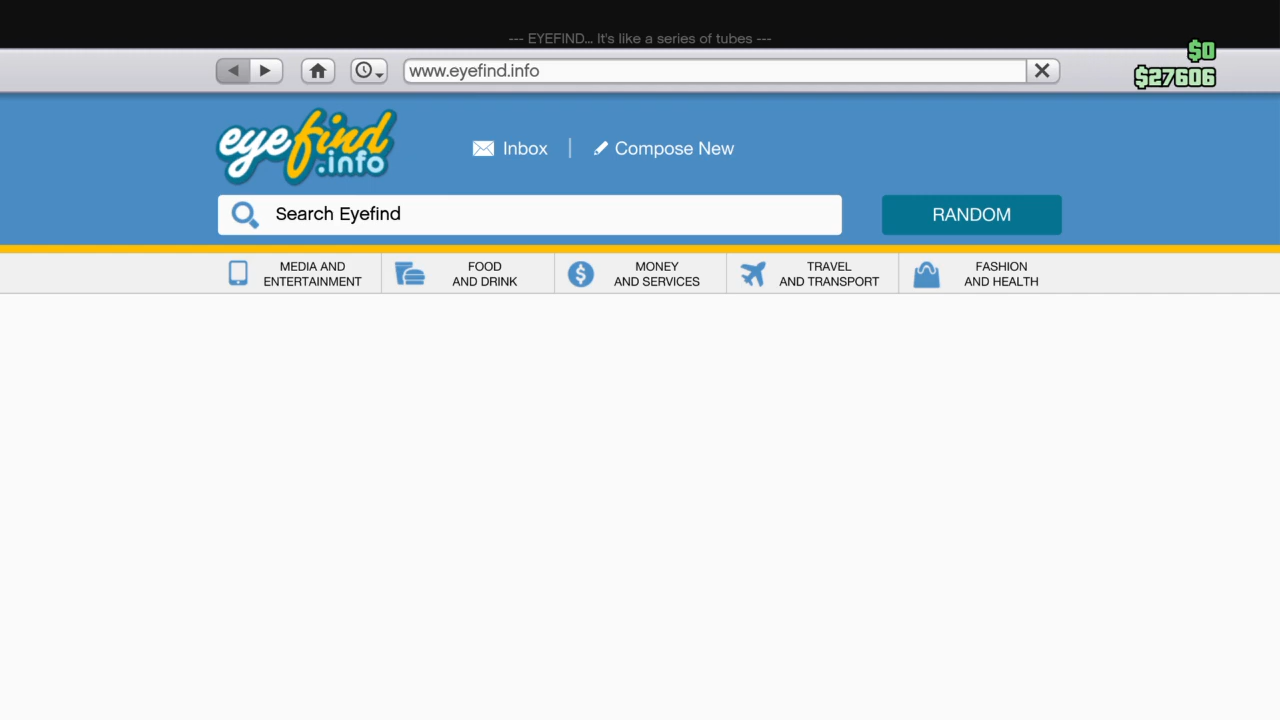 --- EYEFIND... It's like a series of tubes ---
$0
www.eyefind.info
$27606
eyefind
.info
Inbox
Compose New
Search Eyefind
RANDOM
MEDIA AND
ENTERTAINMENT
FOOD
AND DRINK
MONEY
AND SERVICES
TRAVEL
AND TRANSPORT
FASHION
AND HEALTH